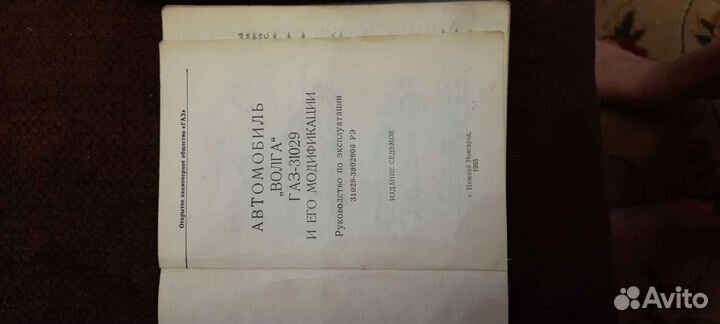 Открытое акционерное общество «ГАЗ»
АВТОМОБИЛЬ
„ВОЛГА“
ГАЗ-31029
И ЕГО МОДИФИКАЦИИ
Руководство по эксплуатации
31029-3902008 РЭ
ИЗДАНИЕ СЕДЬМОЕ
г. Нижний Новгород,
1995
Avito